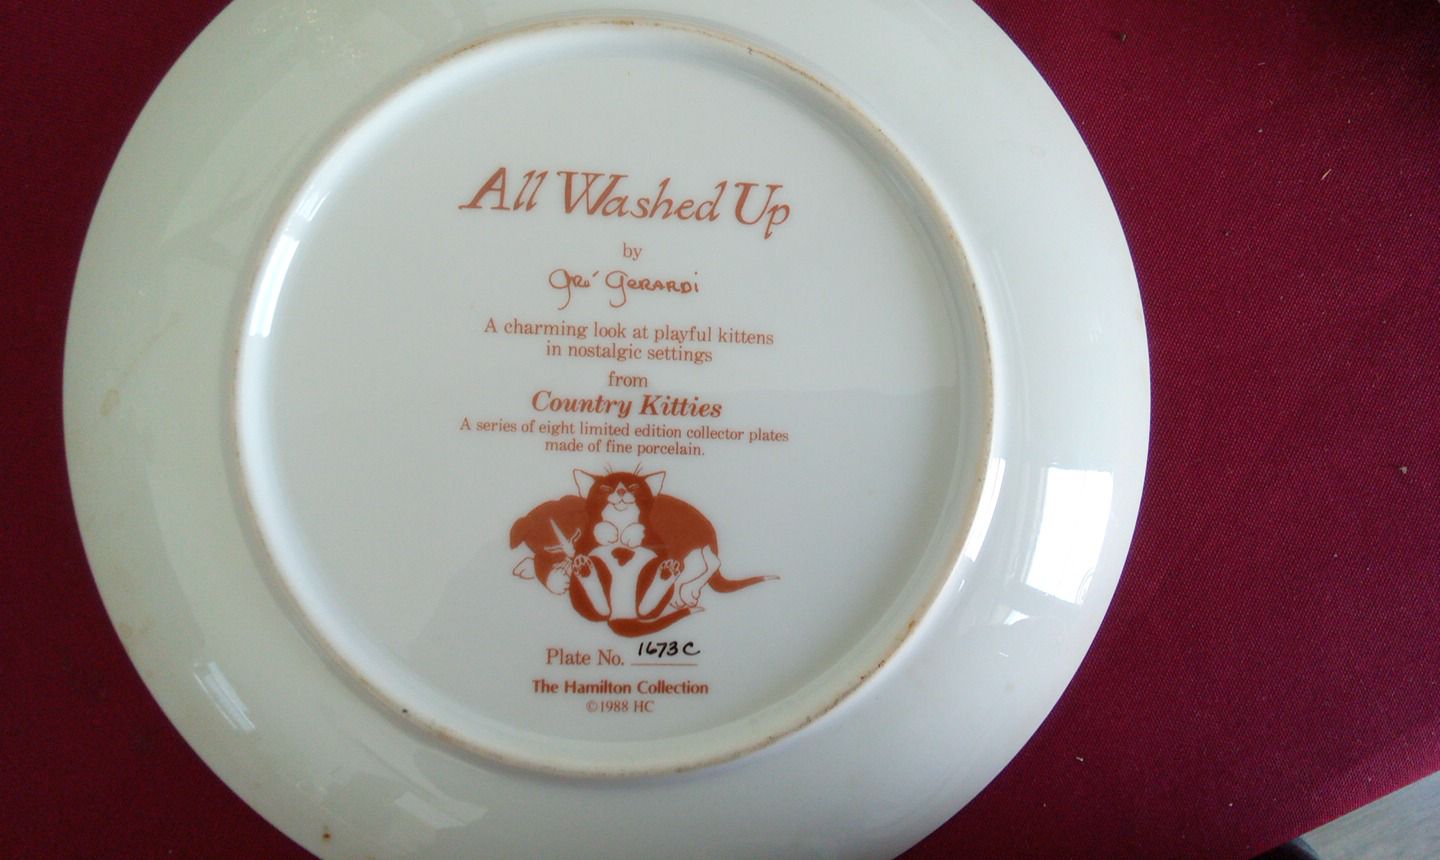 All Washed Up
by
Gré Gerardi
A charming look at playful kittens
in nostalgic settings
from
Country Kitties
A series of eight limited edition collector plates
made of fine porcelain.
Plate No. 1673C
The Hamilton Collection
©1988 HC